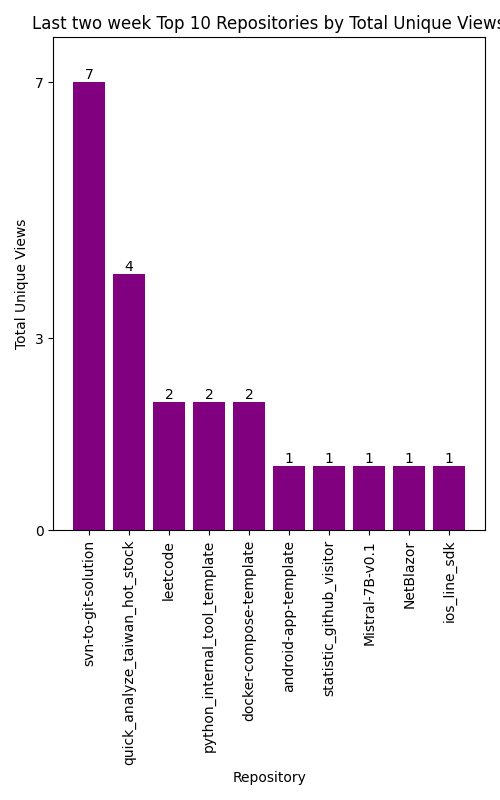 Last two week Top 10 Repositories by Total Unique Views
7
3
0
Total Unique Views
7
4
2
2
2
1
1
1
1
1
svn-to-git-solution
quick_analyze_taiwan_hot_stock
leetcode
python_internal_tool_template
docker-compose-template
android-app-template
statistic_github_visitor
Mistral-7B-v0.1
NetBlazor
ios_line_sdk
Repository